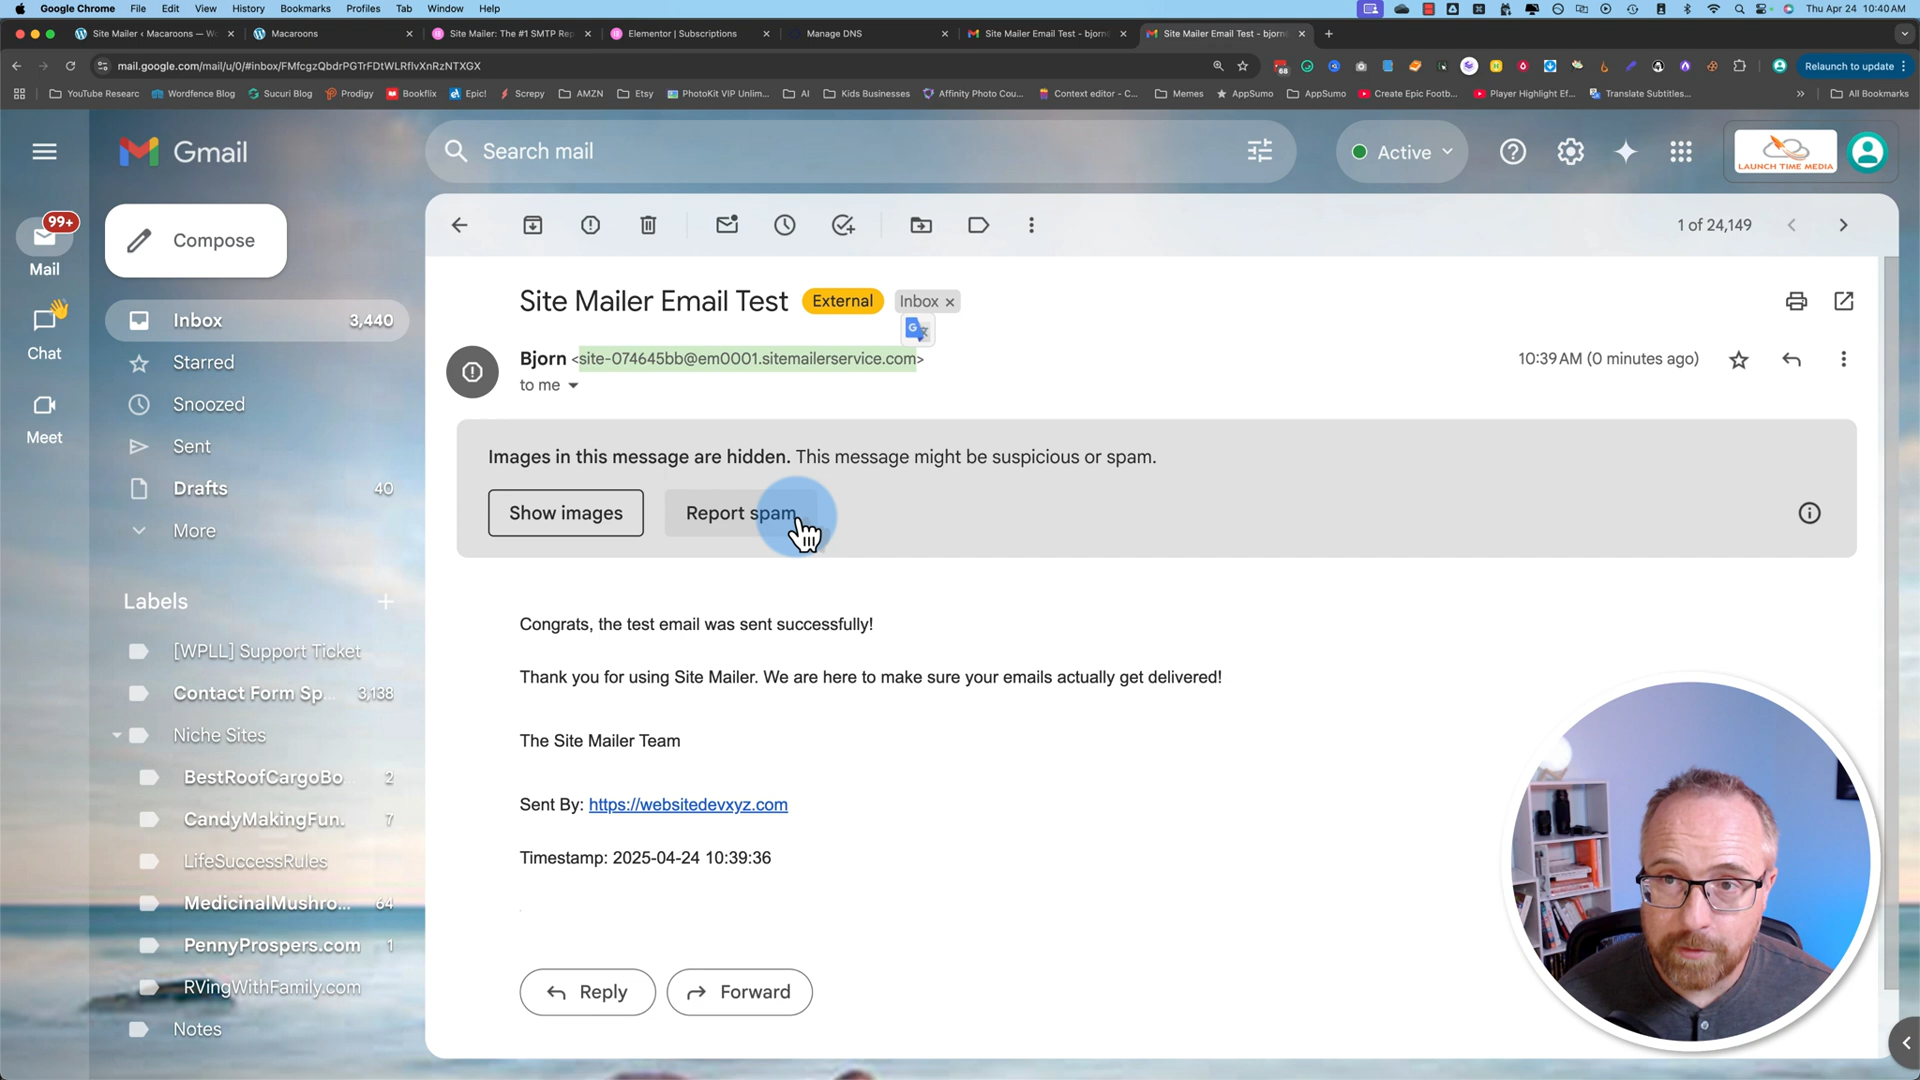 Google Chrome File Edit View History Bookmarks Profiles Tab Window Help
Thu Apr 24 10:40 AM
Site Mailer ‹ Macaroons — W
Macaroons
Site Mailer: The #1 SMTP Rep
Elementor | Subscriptions
Manage DNS
Site Mailer Email Test - bjorn
Site Mailer Email Test - bjorn
mail.google.com/mail/u/0/#inbox/FMfcgzQbdrPGTrFDtWLRflvXnRzNTXGX
68
Relaunch to update
YouTube Researc
Wordfence Blog
Sucuri Blog
Prodigy
Bookflix
Epic!
Screpy
AMZN
Etsy
PhotoKit VIP Unlim...
AI
Kids Businesses
Affinity Photo Cou...
Context editor - C...
Memes
AppSumo
AppSumo
Create Epic Footb...
Player Highlight Ef...
Translate Subtitles...
All Bookmarks
Gmail
Search mail
Active
LAUNCH TIME MEDIA
99+
Mail
Chat
Meet
Compose
Inbox 3,440
Starred
Snoozed
Sent
Drafts 40
More
Labels
[WPLL] Support Ticket
Contact Form Sp... 3,138
Niche Sites
BestRoofCargoBo 2
CandyMakingFun. 7
LifeSuccessRules
MedicinalMushro... 64
PennyProspers.com 1
RVingWithFamily.com
Notes
1 of 24,149
Site Mailer Email Test External Inbox
Bjorn <site-074645bb@em0001.sitemailerservice.com>
10:39 AM (0 minutes ago)
to me
Images in this message are hidden. This message might be suspicious or spam.
Show images
Report spam
Congrats, the test email was sent successfully!
Thank you for using Site Mailer. We are here to make sure your emails actually get delivered!
The Site Mailer Team
Sent By: https://websitedevxyz.com
Timestamp: 2025-04-24 10:39:36
Reply
Forward